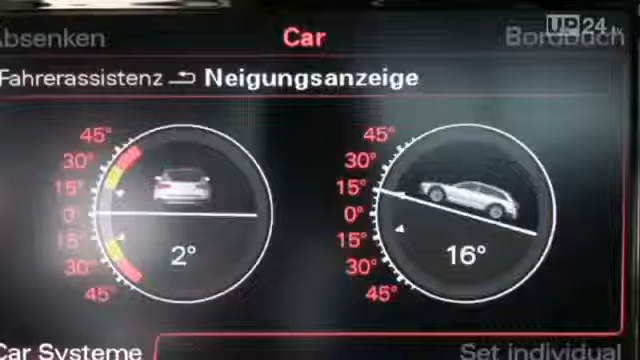 Absenken Car Bordbuch
UP24.tv
Fahrerassistenz Neigungsanzeige
45° 45°
30° 30°
15° 15°
0° 0°
15° 15°
30° 30°
45° 45°
2° 16°
Car Systeme Set individual